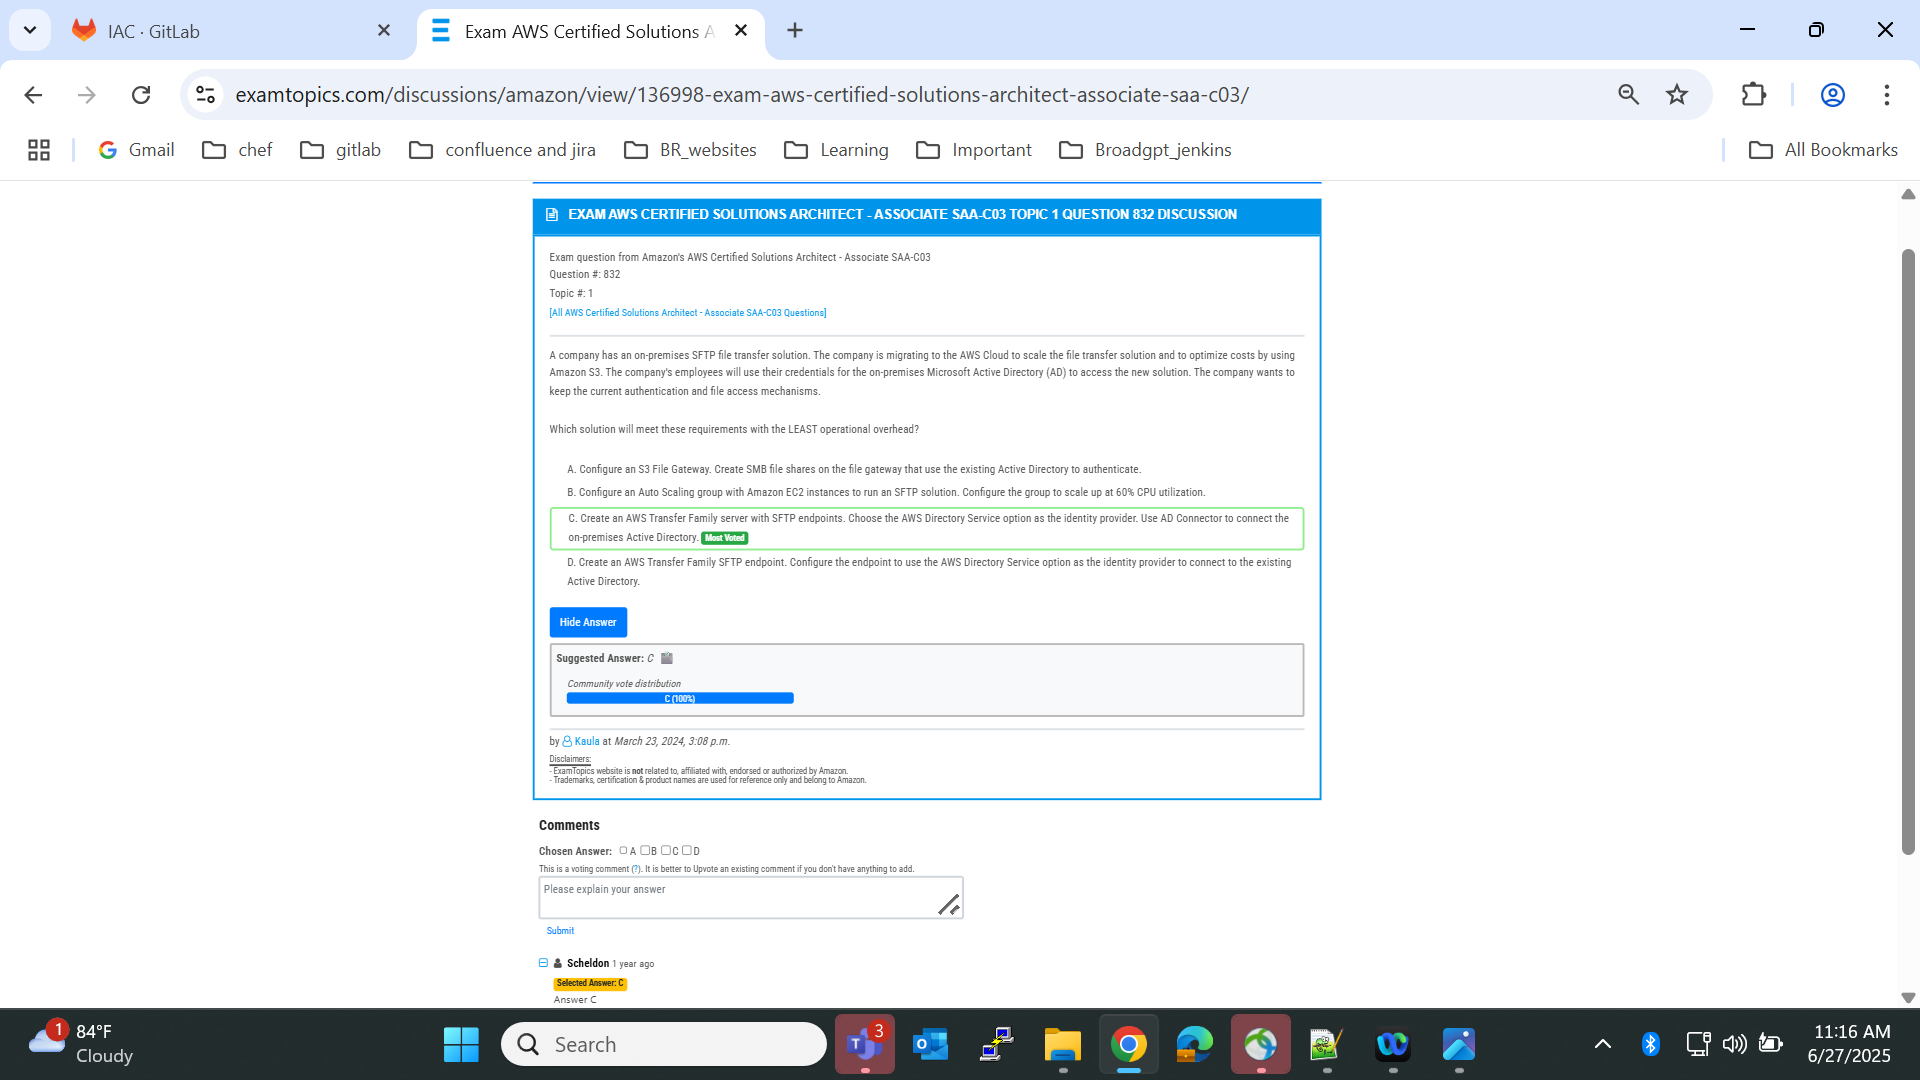 IAC · GitLab
Exam AWS Certified Solutions A
examtopics.com/discussions/amazon/view/136998-exam-aws-certified-solutions-architect-associate-saa-c03/
Gmail
chef
gitlab
confluence and jira
BR_websites
Learning
Important
Broadgpt_jenkins
All Bookmarks
EXAM AWS CERTIFIED SOLUTIONS ARCHITECT - ASSOCIATE SAA-C03 TOPIC 1 QUESTION 832 DISCUSSION
Exam question from Amazon's AWS Certified Solutions Architect - Associate SAA-C03
Question #: 832
Topic #: 1
[All AWS Certified Solutions Architect - Associate SAA-C03 Questions]
A company has an on-premises SFTP file transfer solution. The company is migrating to the AWS Cloud to scale the file transfer solution and to optimize costs by using
Amazon S3. The company's employees will use their credentials for the on-premises Microsoft Active Directory (AD) to access the new solution. The company wants to
keep the current authentication and file access mechanisms.
Which solution will meet these requirements with the LEAST operational overhead?
A. Configure an S3 File Gateway. Create SMB file shares on the file gateway that use the existing Active Directory to authenticate.
B. Configure an Auto Scaling group with Amazon EC2 instances to run an SFTP solution. Configure the group to scale up at 60% CPU utilization.
C. Create an AWS Transfer Family server with SFTP endpoints. Choose the AWS Directory Service option as the identity provider. Use AD Connector to connect the
on-premises Active Directory. Most Voted
D. Create an AWS Transfer Family SFTP endpoint. Configure the endpoint to use the AWS Directory Service option as the identity provider to connect to the existing
Active Directory.
Hide Answer
Suggested Answer: C
Community vote distribution
C (100%)
by Kaula at March 23, 2024, 3:08 p.m.
Disclaimers:
- ExamTopics website is not related to, affiliated with, endorsed or authorized by Amazon.
- Trademarks, certification & product names are used for reference only and belong to Amazon.
Comments
Chosen Answer: A B C D
This is a voting comment (?). It is better to Upvote an existing comment if you don't have anything to add.
Please explain your answer
Submit
Scheldon 1 year ago
Selected Answer: C
Answer C
1
84°F
Cloudy
Search
3
11:16 AM
6/27/2025